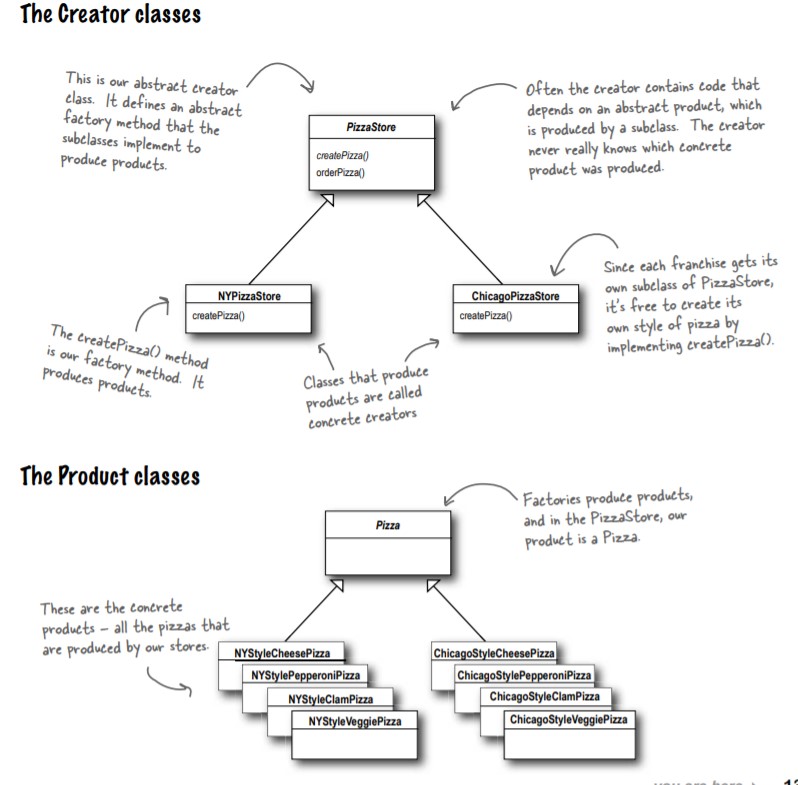 The Creator classes
This is our abstract creator
class. It defines an abstract
factory method that the
subclasses implement to
produce products.
Often the creator contains code that
depends on an abstract product, which
is produced by a subclass. The creator
never really knows which concrete
product was produced.
PizzaStore
createPizza()
orderPizza()
NYPizzaStore
createPizza()
ChicagoPizzaStore
createPizza()
Since each franchise gets its
own subclass of PizzaStore,
it's free to create its
own style of pizza by
implementing createPizza().
The createPizza() method
is our factory method. It
produces products.
Classes that produce
products are called
concrete creators
The Product classes
Factories produce products,
and in the PizzaStore, our
product is a Pizza.
Pizza
These are the concrete
products – all the pizzas that
are produced by our stores.
NYStyleCheesePizza
NYStylePepperoniPizza
NYStyleClamPizza
NYStyleVeggiePizza
ChicagoStyleCheesePizza
ChicagoStylePepperoniPizza
ChicagoStyleClamPizza
ChicagoStyleVeggiePizza